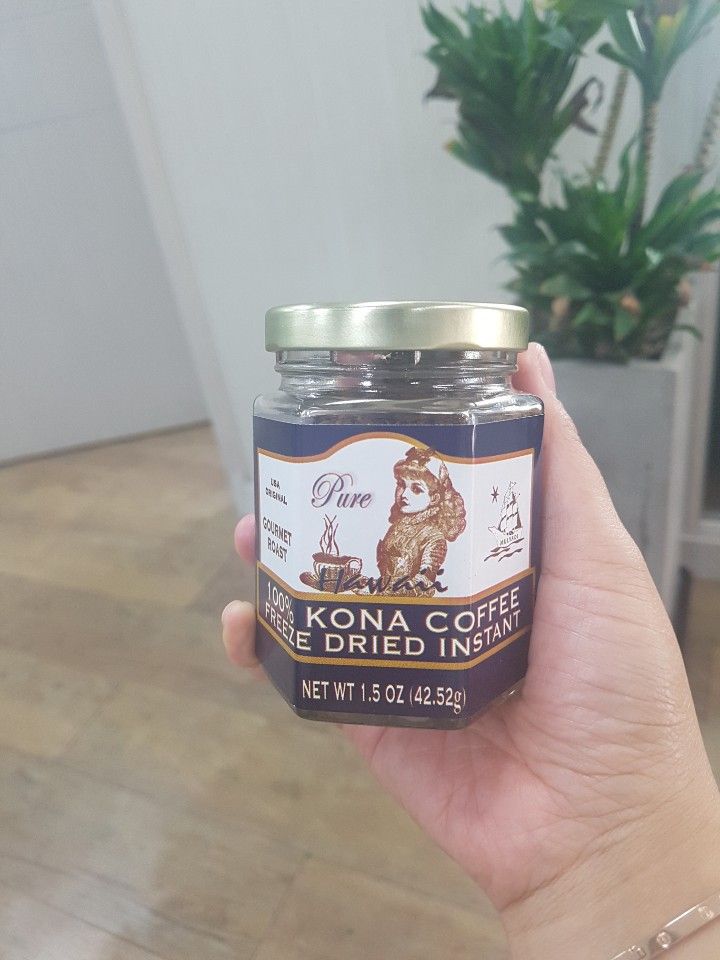 USA
ORIGINAL
GOURMET
ROAST
Pure
Hawaii
100% KONA COFFEE
FREEZE DRIED INSTANT
NET WT 1.5 OZ (42.52g)